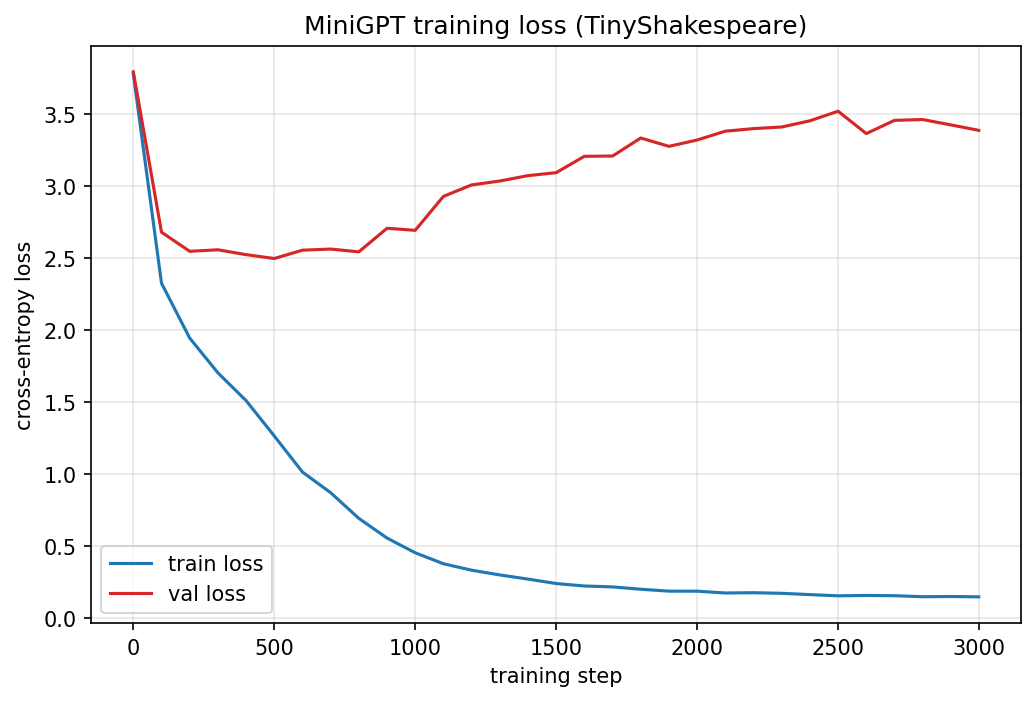 MiniGPT training loss (TinyShakespeare)
cross-entropy loss
3.5
3.0
2.5
2.0
1.5
1.0
0.5
0.0
train loss
val loss
0 500 1000 1500 2000 2500 3000
training step